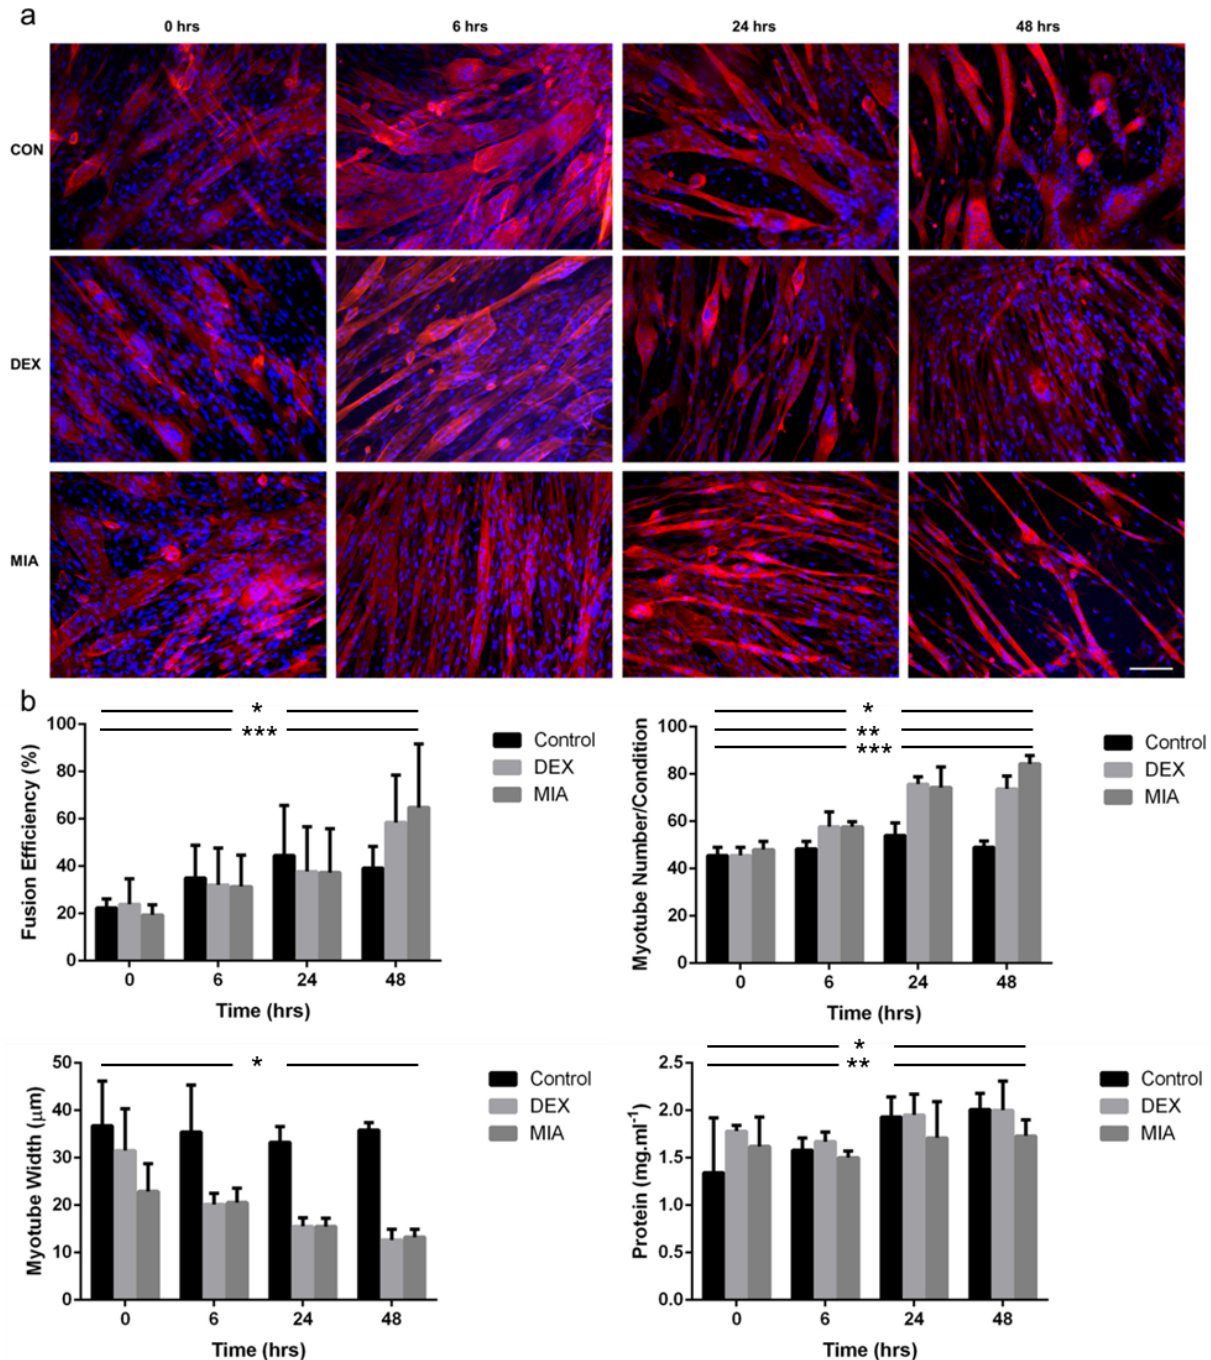 a
0 hrs 6 hrs 24 hrs 48 hrs
CON
DEX
MIA
b
*
***
Fusion Efficiency (%)
100
80
60
40
20
0
0 6 24 48
Time (hrs)
Control
DEX
MIA
*
**
***
Myotube Number/Condition
100
80
60
40
20
0
0 6 24 48
Time (hrs)
Control
DEX
MIA
*
Myotube Width (μm)
50
40
30
20
10
0
0 6 24 48
Time (hrs)
Control
DEX
MIA
*
**
Protein (mg.ml⁻¹)
2.5
2.0
1.5
1.0
0.5
0.0
0 6 24 48
Time (hrs)
Control
DEX
MIA